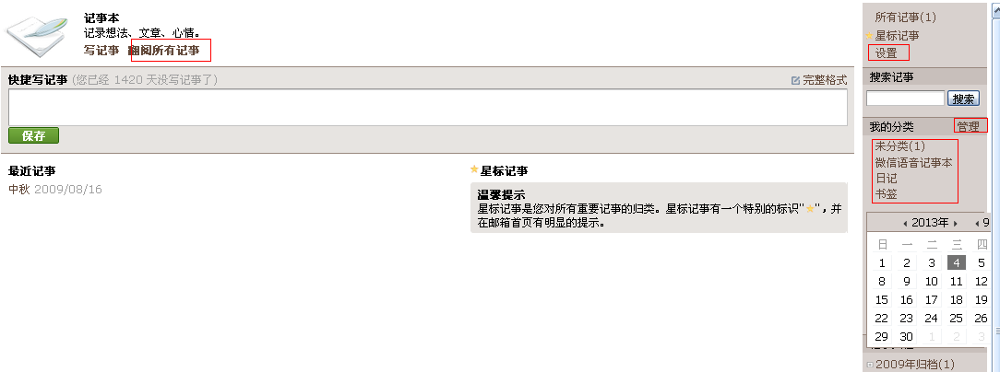 记事本
记录想法、文章、心情。
写记事 翻阅所有记事
快捷写记事 (您已经 1420 天没写记事了) 完整格式
保存
最近记事
中秋 2009/08/16
星标记事
温馨提示
星标记事是您对所有重要记事的归类。星标记事有一个特别的标识"★"，并
在邮箱首页有明显的提示。
所有记事(1)
星标记事
设置
搜索记事
搜索
我的分类 管理
未分类(1)
微信语音记事本
日记
书签
2013年 9
日 一 二 三 四
1 2 3 4 5
8 9 10 11 12
15 16 17 18 19
22 23 24 25 26
29 30 1 2 3
2009年归档(1)